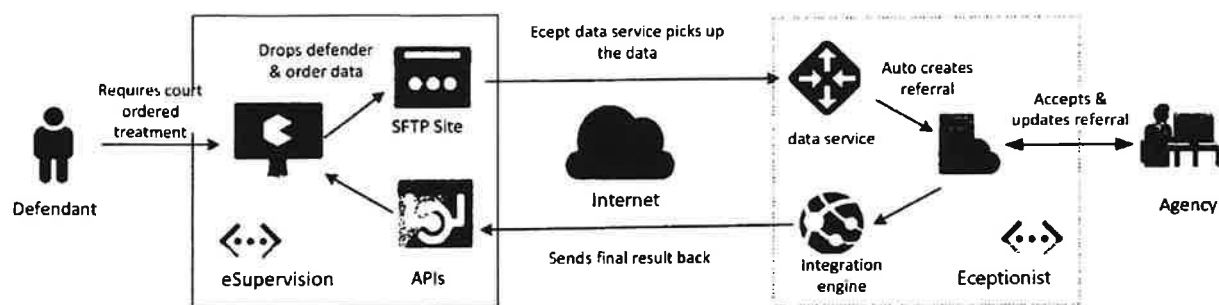 Requires court
ordered
treatment
Defendant
Drops defender
& order data
SFTP Site
eSupervision
APIs
Ecept data service picks up
the data
Internet
Sends final result back
data service
Auto creates
referral
Integration
engine
Eceptionist
Accepts &
updates referral
Agency